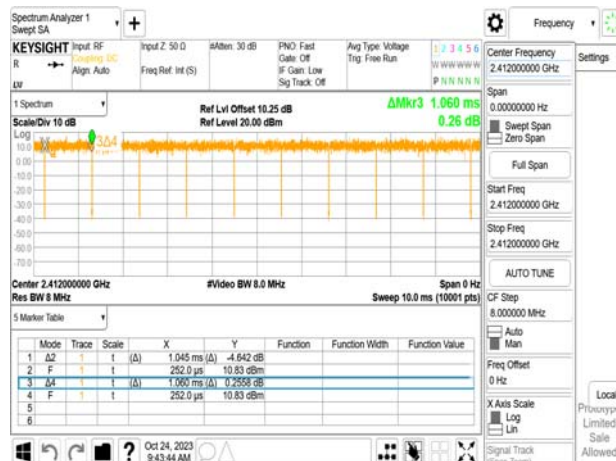 Spectrum Analyzer 1
Swept SA
Frequency
KEYSIGHT Input: RF Input Z: 50 Ω #Atten: 30 dB PNO: Fast Avg Type: Voltage 1 2 3 4 5 6
R Coupling: DC Gate: Off Trig: Free Run W W W W W W
Align: Auto Freq Ref: Int (S) IF Gain: Low P N N N N N
Sig Track: Off
LXI
1 Spectrum Ref Lvl Offset 10.25 dB ΔMkr3 1.060 ms
Scale/Div 10 dB Ref Level 20.00 dBm 0.26 dB
Log
10.0
0.00
-10.0
-20.0
-30.0
-40.0
-50.0
-60.0
-70.0
3Δ4
Center 2.412000000 GHz #Video BW 8.0 MHz Span 0 Hz
Res BW 8 MHz Sweep 10.0 ms (10001 pts)
5 Marker Table
Mode Trace Scale X Y Function Function Width Function Value
1 Δ2 1 t (Δ) 1.045 ms (Δ) -4.642 dB
2 F 1 t 252.0 µs 10.83 dBm
3 Δ4 1 t (Δ) 1.060 ms (Δ) 0.2558 dB
4 F 1 t 252.0 µs 10.83 dBm
5
6
?
Oct 24, 2023
9:43:44 AM
Center Frequency
2.412000000 GHz
Span
0.00000000 Hz
Swept Span
Zero Span
Full Span
Start Freq
2.412000000 GHz
Stop Freq
2.412000000 GHz
AUTO TUNE
CF Step
8.000000 MHz
Auto
Man
Freq Offset
0 Hz
X Axis Scale
Log
Lin
Signal Track
Settings
Local
Prototype
Limited
Sale
Allowed